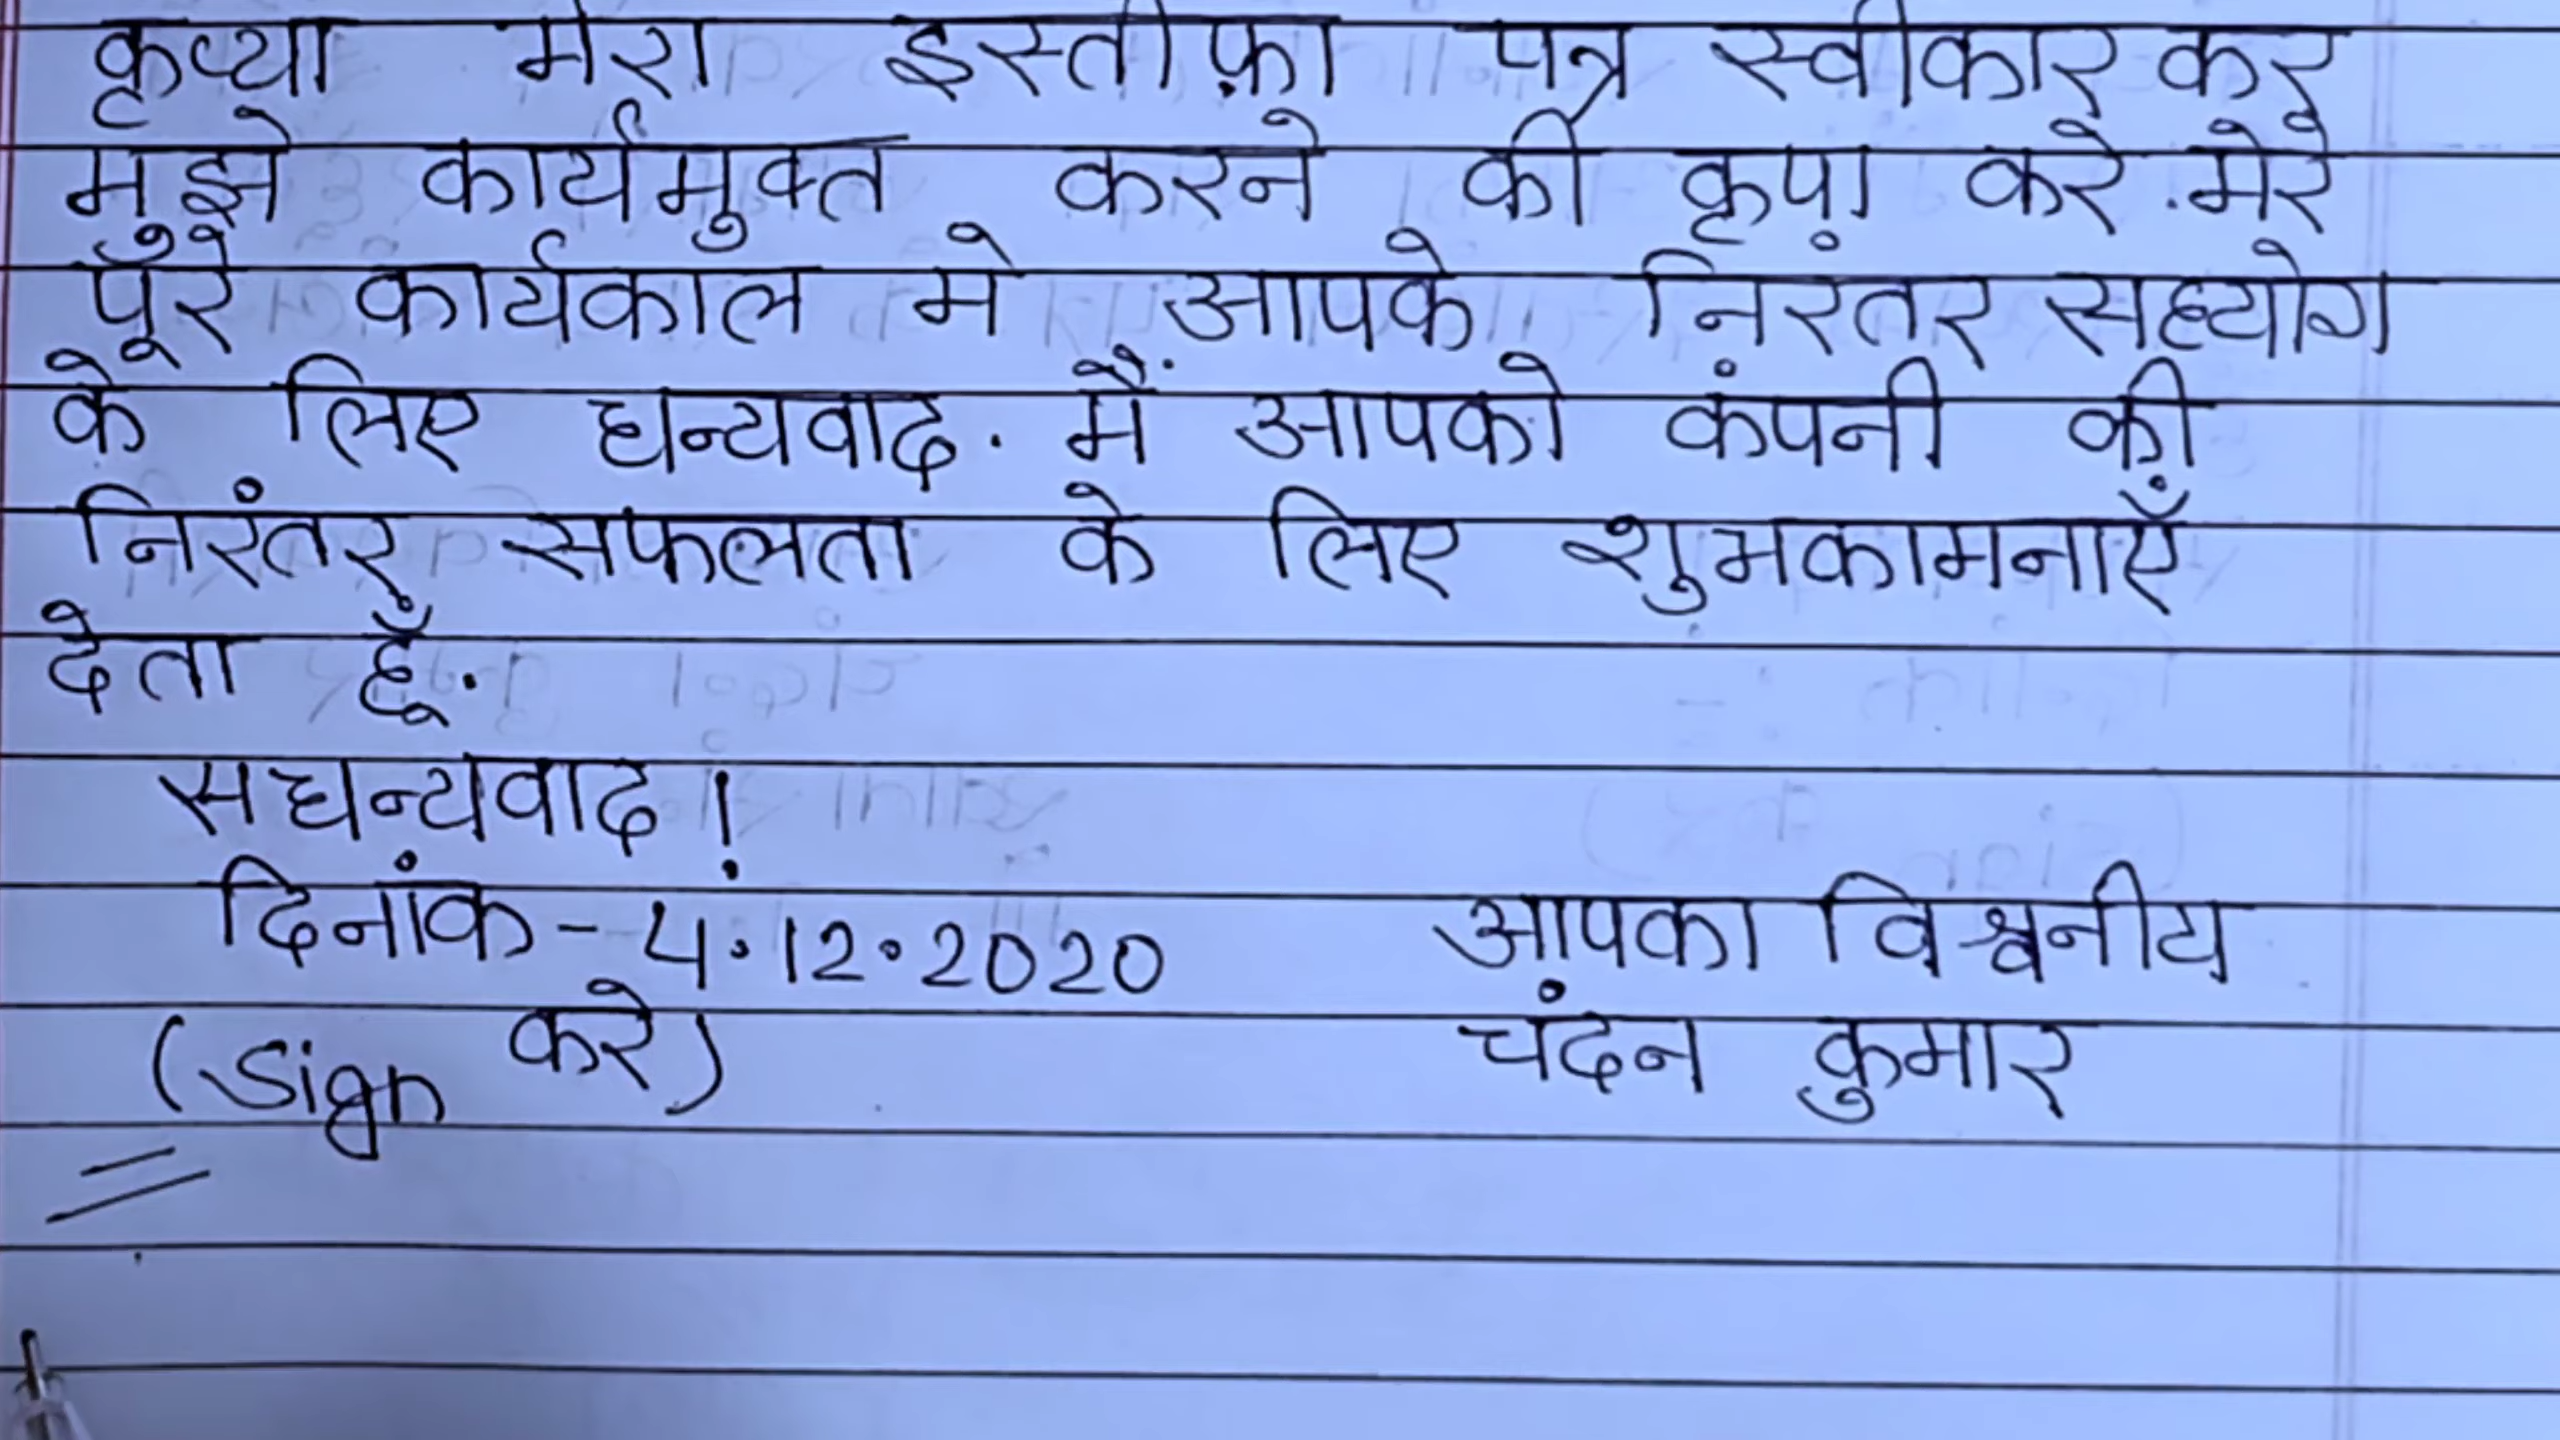 कृप्या मेरा इस्तीफ़ा पत्र स्वीकार कर
मुझे कार्यमुक्त करने की कृपा करे. मेरे
पूरे कार्यकाल मे आपके निरंतर सहयोग
के लिए धन्यवाद. मैं आपको कंपनी की
निरंतर सफलता के लिए शुभकामनाएँ
देता हूँ.
सधन्यवाद !
दिनांक - 4.12.2020 आपका विश्वनीय
(Sign करे) चंदन कुमार